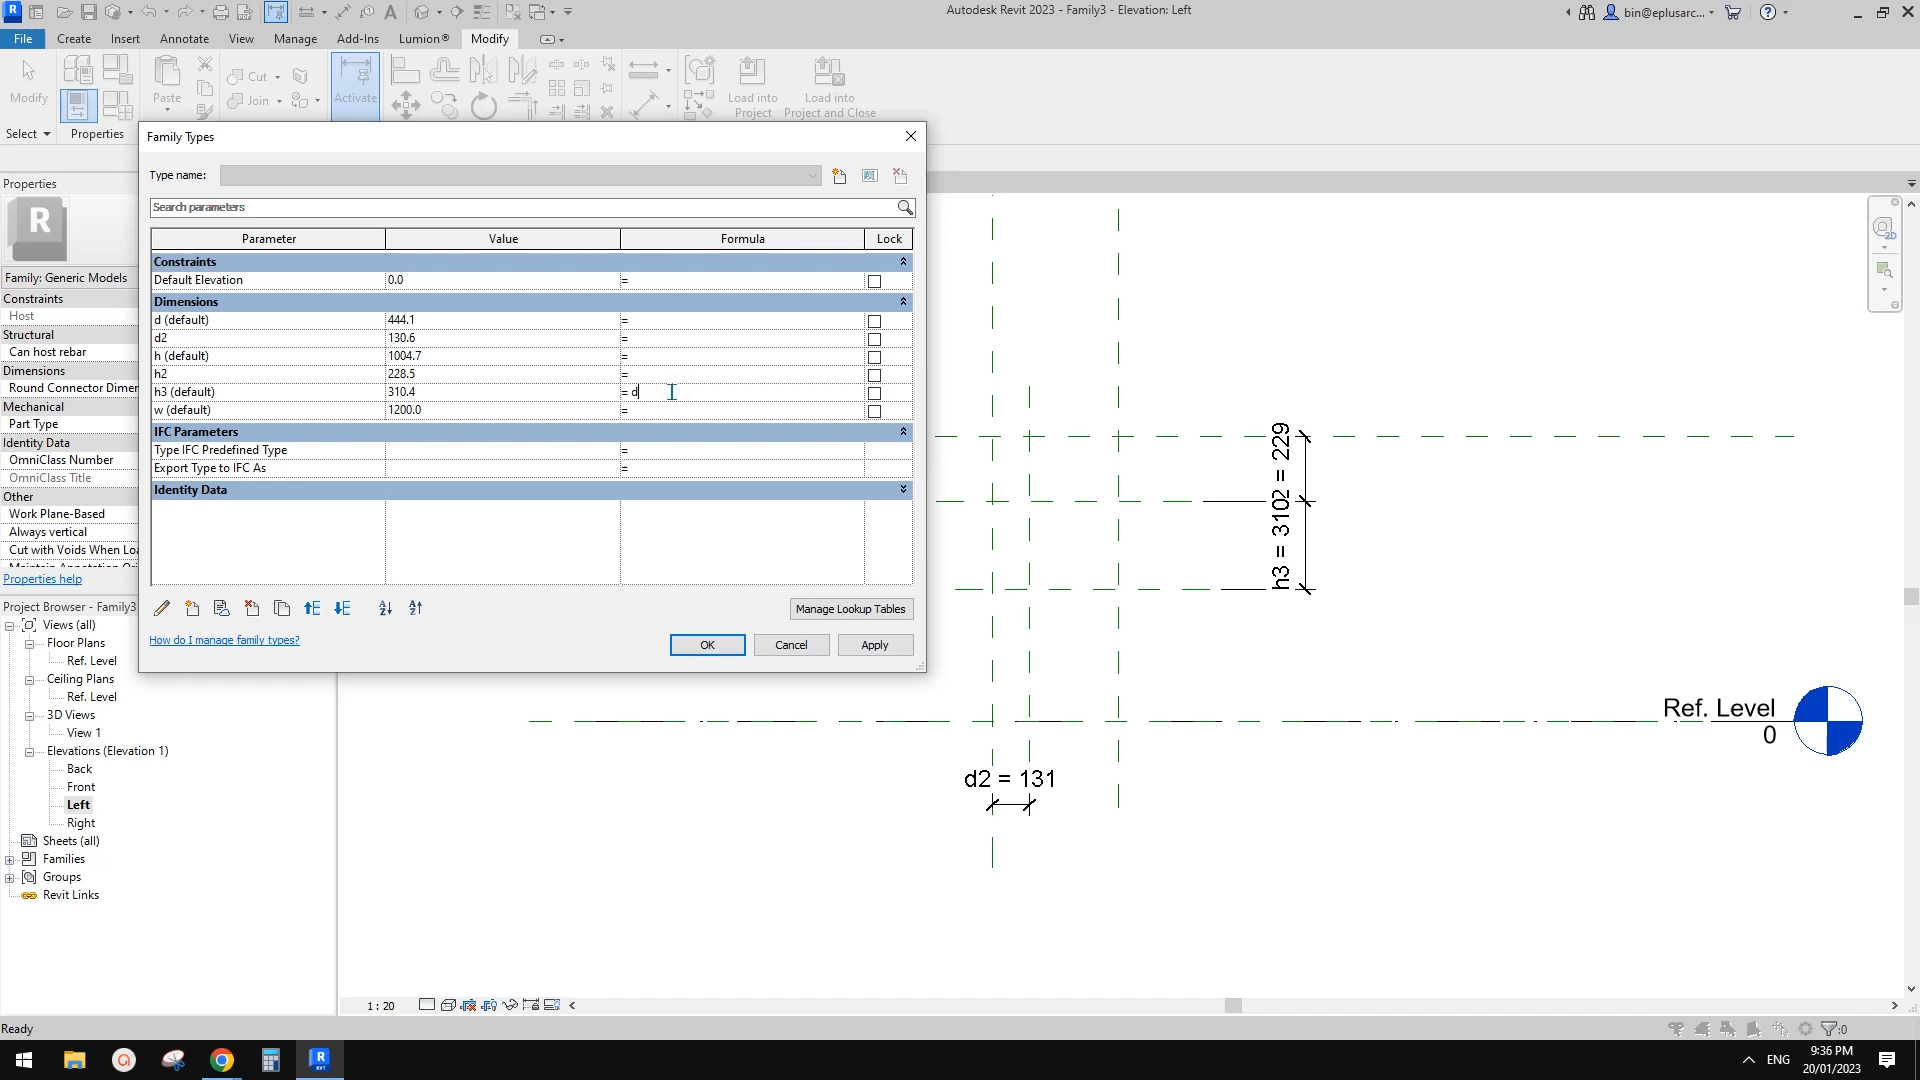 Autodesk Revit 2023 - Family3 - Elevation: Left
bin@eplusarc...
File Create Insert Annotate View Manage Add-Ins Lumion® Modify
Modify
Paste
Cut
Join
Activate
Load into Project
Load into Project and Close
Select
Properties
Family Types
Type name:
Search parameters
Parameter Value Formula Lock
Constraints
Default Elevation 0.0 =
Dimensions
d (default) 444.1 =
d2 130.6 =
h (default) 1004.7 =
h2 228.5 =
h3 (default) 310.4 = d
w (default) 1200.0 =
IFC Parameters
Type IFC Predefined Type =
Export Type to IFC As =
Identity Data
Manage Lookup Tables
How do I manage family types?
OK Cancel Apply
Properties
R
Family: Generic Models
Constraints
Host
Structural
Can host rebar
Dimensions
Round Connector Dimer
Mechanical
Part Type
Identity Data
OmniClass Number
OmniClass Title
Other
Work Plane-Based
Always vertical
Cut with Voids When Loa
Maintain Annotation Ori
Properties help
Project Browser - Family3
Views (all)
Floor Plans
Ref. Level
Ceiling Plans
Ref. Level
3D Views
View 1
Elevations (Elevation 1)
Back
Front
Left
Right
Sheets (all)
Families
Groups
Revit Links
2D
2 = 229
h3 = 310
Ref. Level
0
d2 = 131
1 : 20
Ready
:0
ENG
9:36 PM
20/01/2023